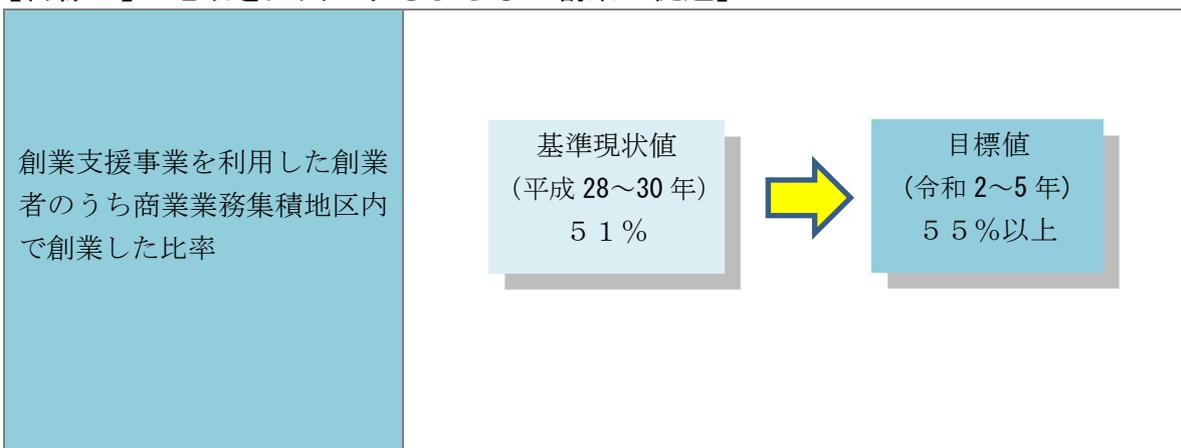 創業支援事業を利用した創業
者のうち商業業務集積地区内
で創業した比率
基準現状値
（平成 28～30 年）
５１％
目標値
（令和 2～5 年）
５５％以上